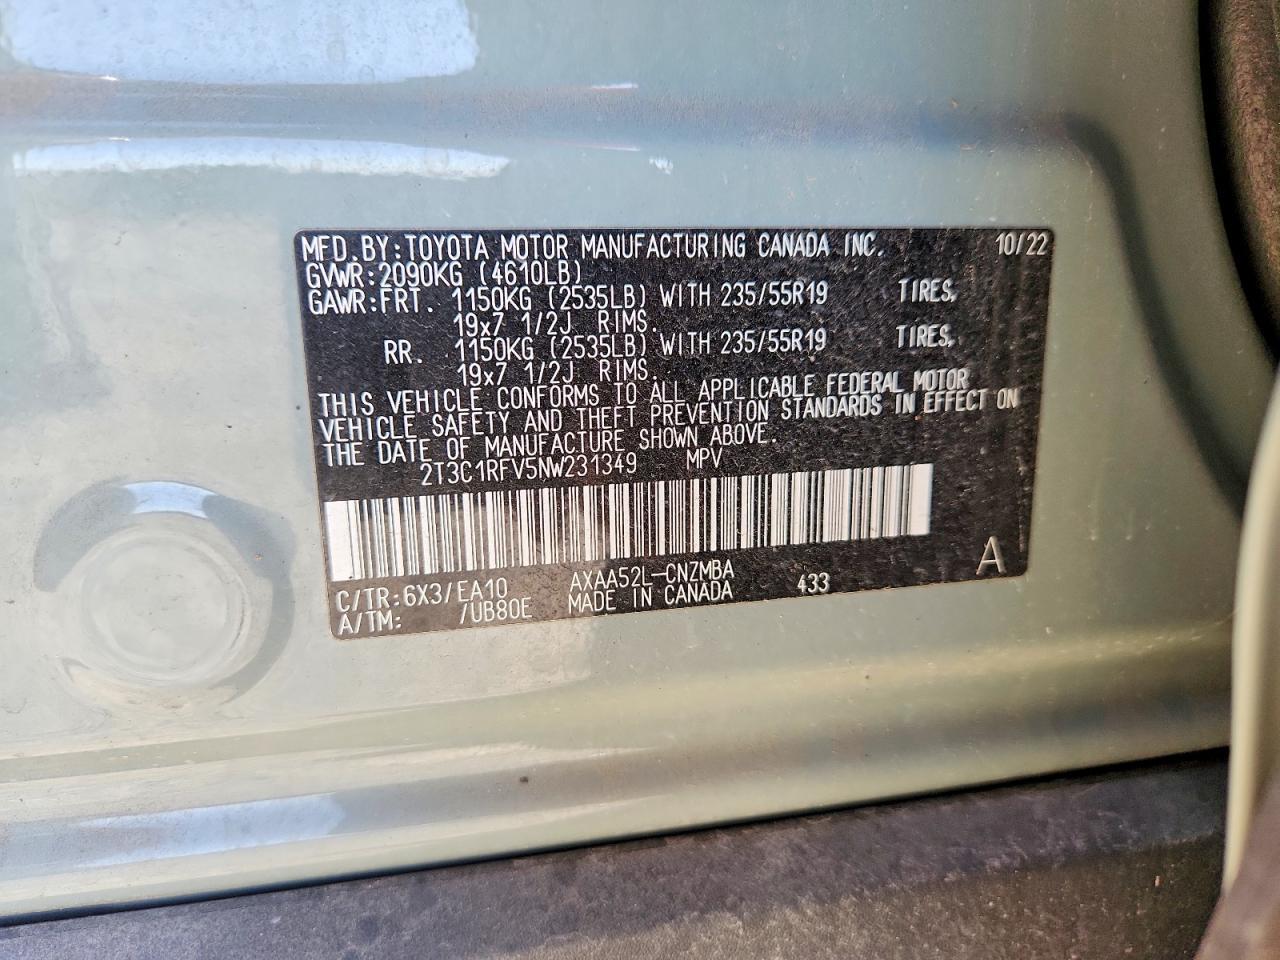 MFD.BY:TOYOTA MOTOR MANUFACTURING CANADA INC. 10/22
GVWR:2090KG (4610LB)
GAWR:FRT. 1150KG (2535LB) WITH 235/55R19 TIRES,
19x7 1/2J RIMS.
RR. 1150KG (2535LB) WITH 235/55R19 TIRES,
19x7 1/2J RIMS.
THIS VEHICLE CONFORMS TO ALL APPLICABLE FEDERAL MOTOR
VEHICLE SAFETY AND THEFT PREVENTION STANDARDS IN EFFECT ON
THE DATE OF MANUFACTURE SHOWN ABOVE.
2T3C1RFV5NW231349 MPV
C/TR:6X3/EA10 AXAA52L-CNZMBA 433 A
A/TM: /UB80E MADE IN CANADA